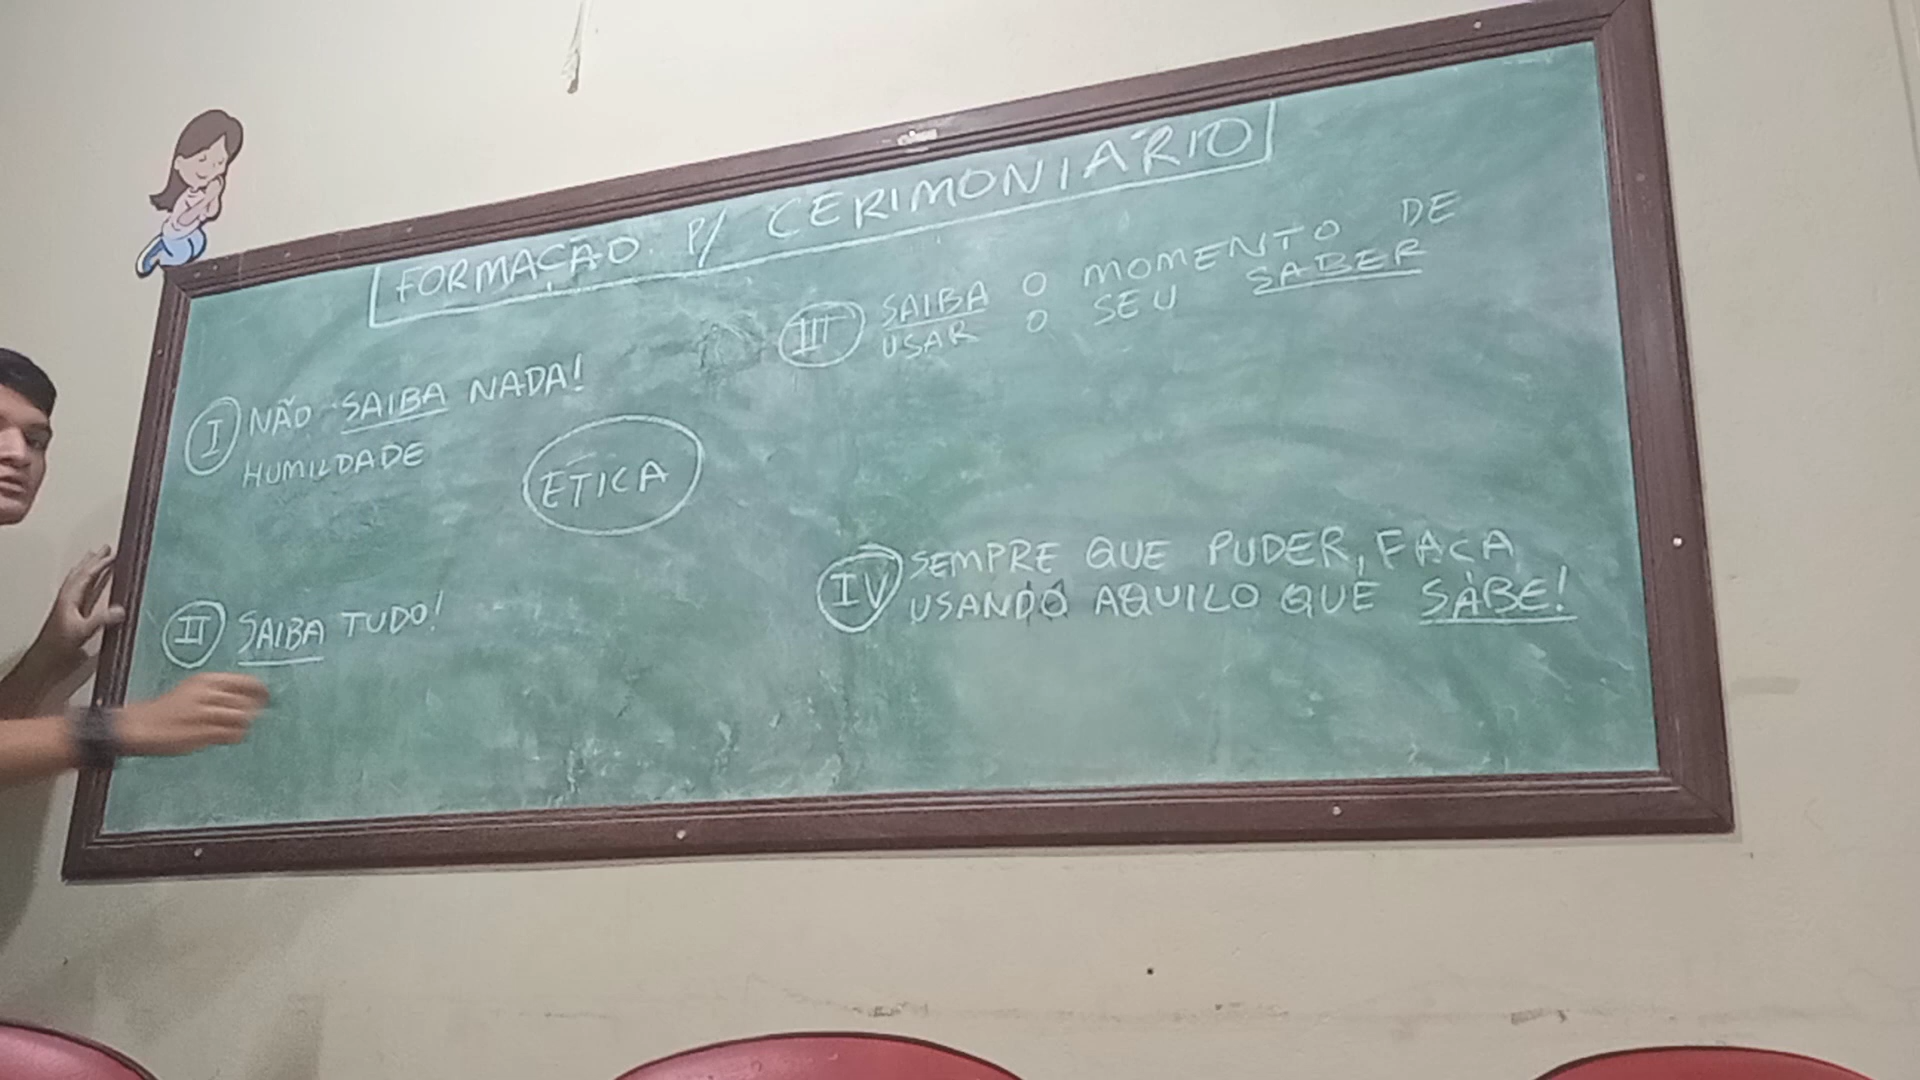 FORMAÇÃO P/ CERIMONIÁRIO
I NÃO SAIBA NADA!
HUMILDADE
ÉTICA
II SAIBA TUDO!
III SAIBA O MOMENTO DE
USAR O SEU SABER
IV SEMPRE QUE PUDER, FAÇA
USANDO AQUILO QUE SABE!